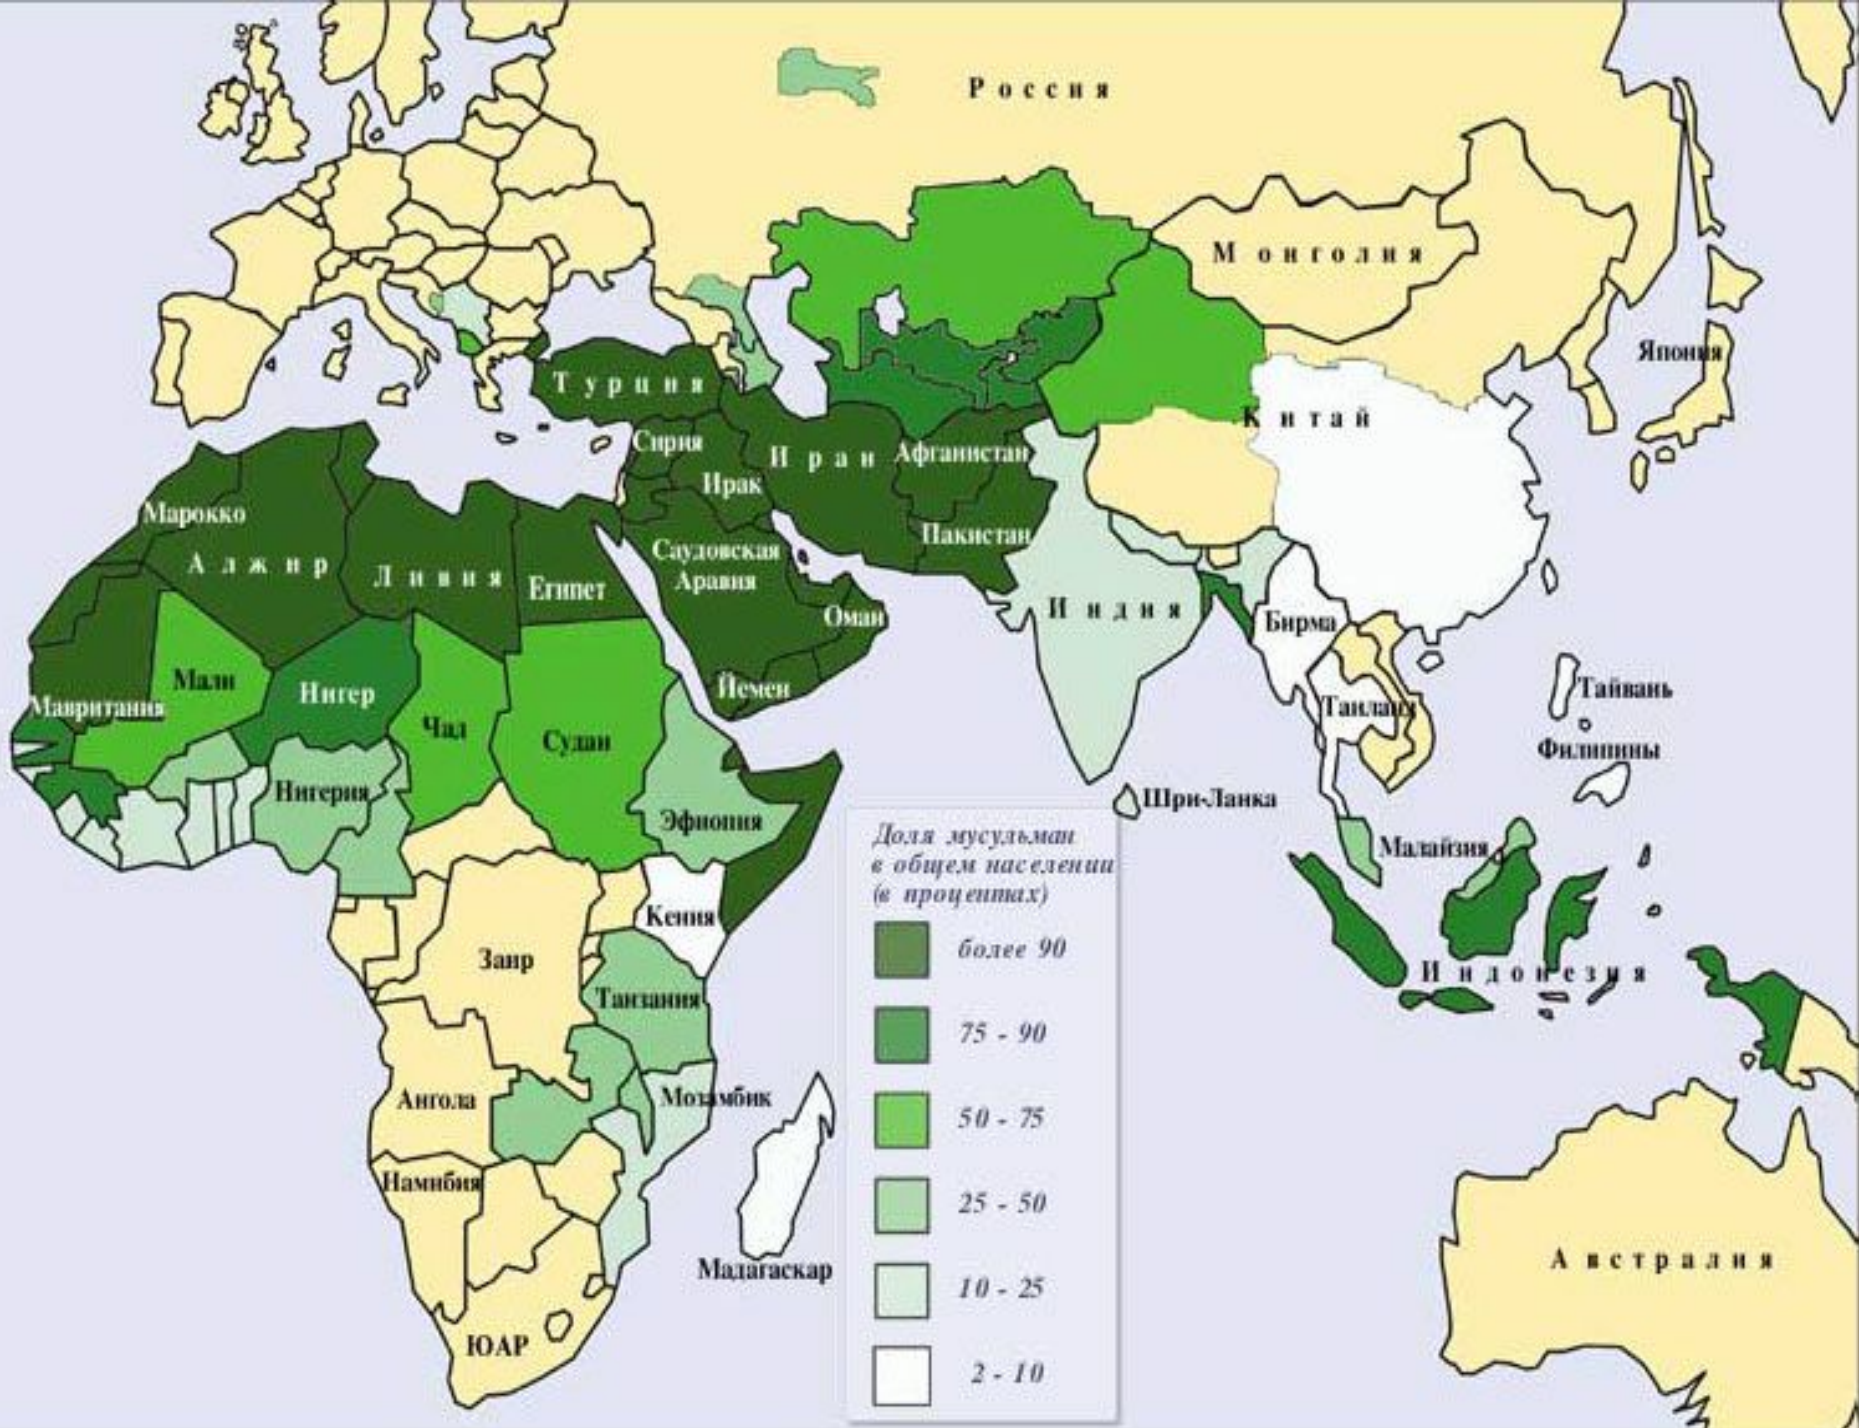 Россия
Монголия
Япония
Турция
Китай
Сирия
Иран
Афганистан
Ирак
Марокко
Пакистан
Алжир
Ливия
Египет
Саудовская
Аравия
Индия
Оман
Бирма
Мали
Нигер
Йемен
Тайвань
Мавритания
Таиланд
Чад
Судан
Филипины
Нигерия
Эфиопия
Шри-Ланка
Доля мусульман
в общем населении
(в процентах)
Малайзия
Кения
более 90
Заир
Индонезия
Танзания
75 - 90
Ангола
Мозамбик
50 - 75
Намибия
25 - 50
Австралия
Мадагаскар
10 - 25
ЮАР
2 - 10